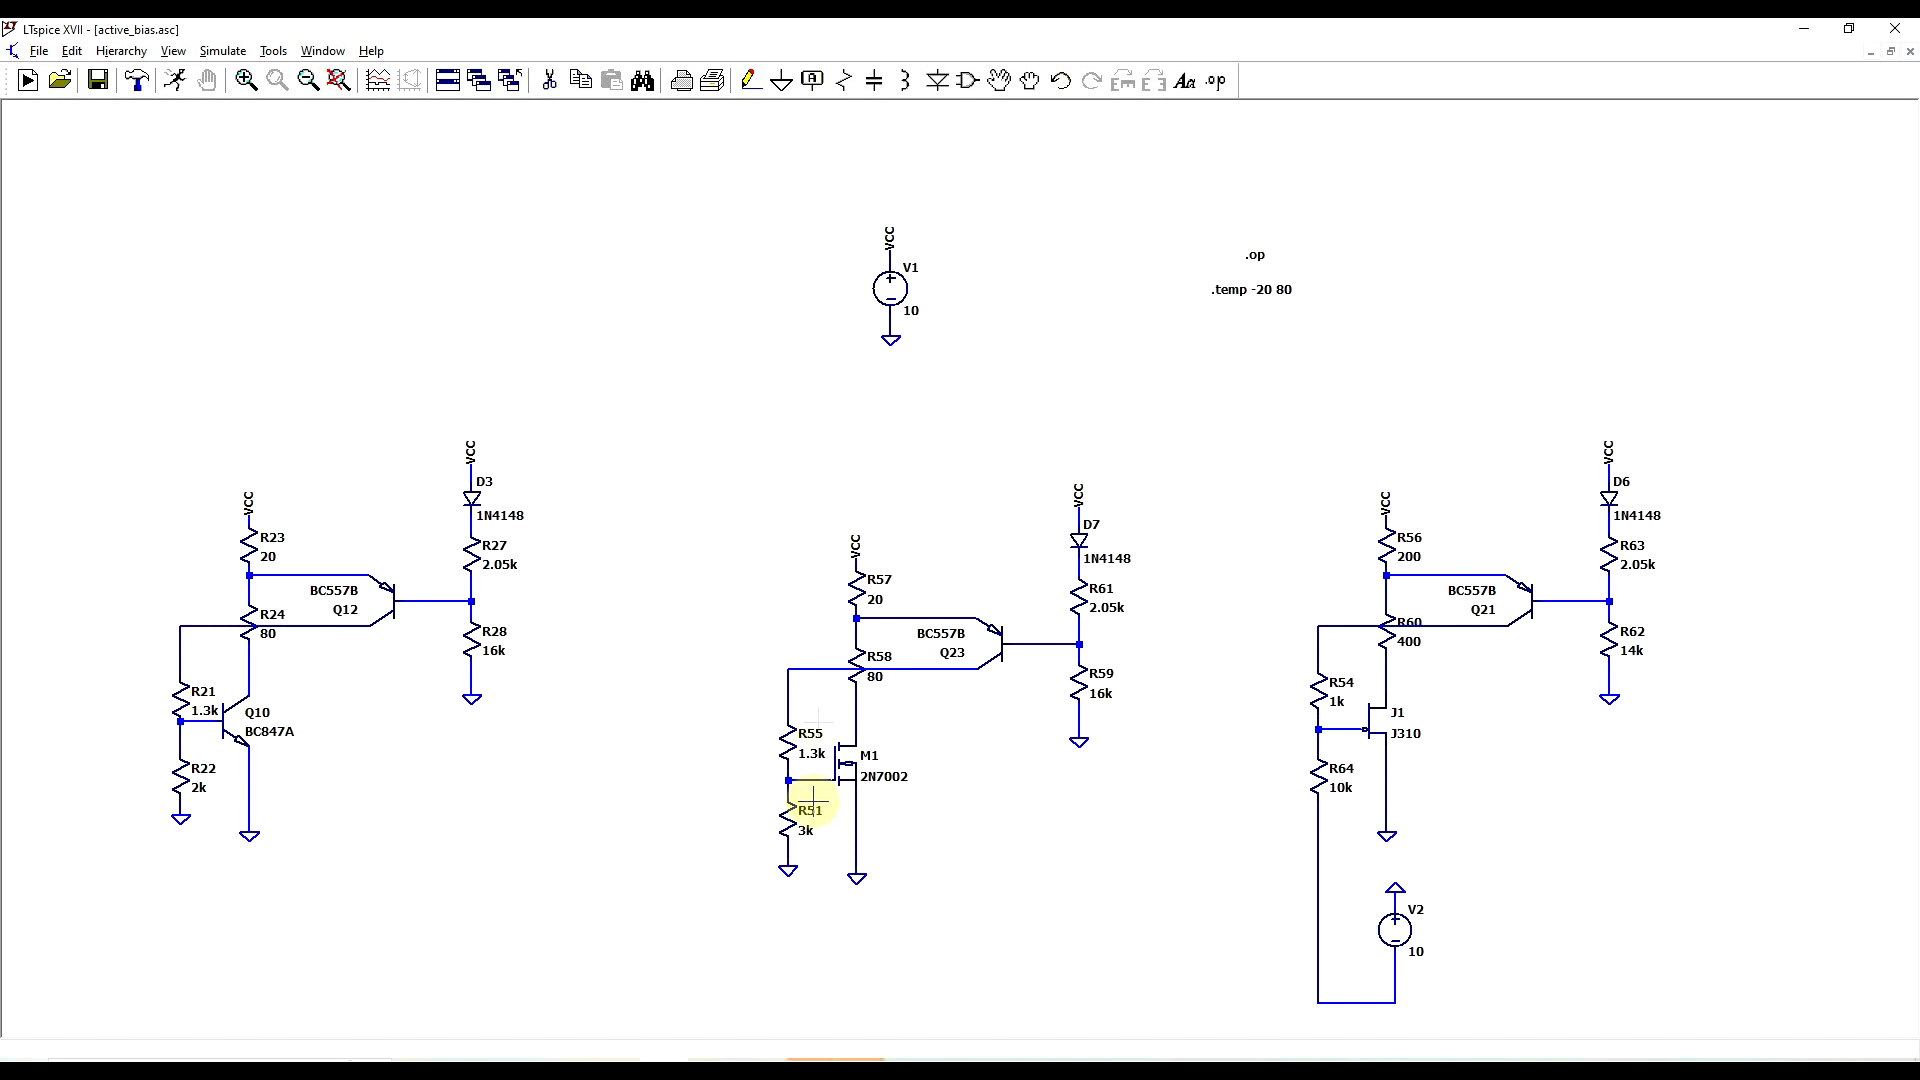 LTspice XVII - [active_bias.asc]
File Edit Hierarchy View Simulate Tools Window Help
.op
VCC
V1
10
.op
.temp -20 80
VCC
R23
20
R24
80
BC557B
Q12
VCC
D3
1N4148
R27
2.05k
R28
16k
R21
1.3k
R22
2k
Q10
BC847A
VCC
R57
20
R58
80
BC557B
Q23
VCC
D7
1N4148
R61
2.05k
R59
16k
R55
1.3k
R51
3k
M1
2N7002
VCC
R56
200
R60
400
BC557B
Q21
VCC
D6
1N4148
R63
2.05k
R62
14k
R54
1k
R64
10k
J1
J310
V2
10